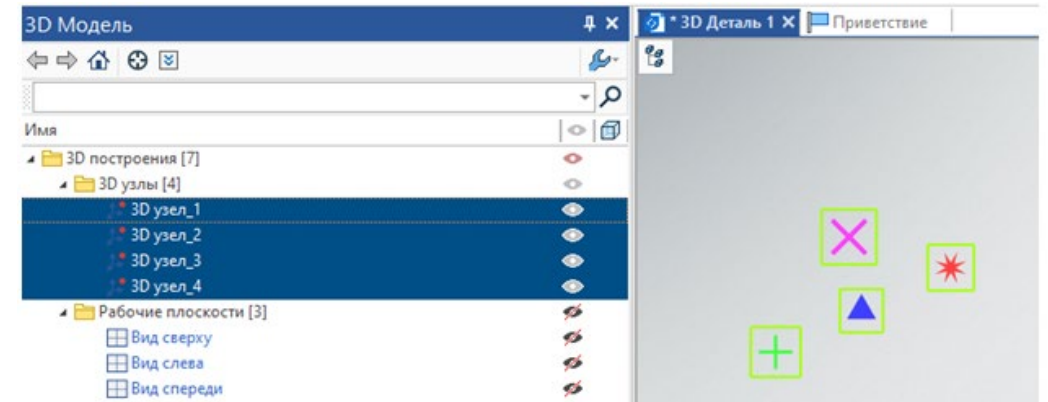 3D Модель
* 3D Деталь 1
Приветствие
Имя
3D построения [7]
3D узлы [4]
3D узел_1
3D узел_2
3D узел_3
3D узел_4
Рабочие плоскости [3]
Вид сверху
Вид слева
Вид спереди